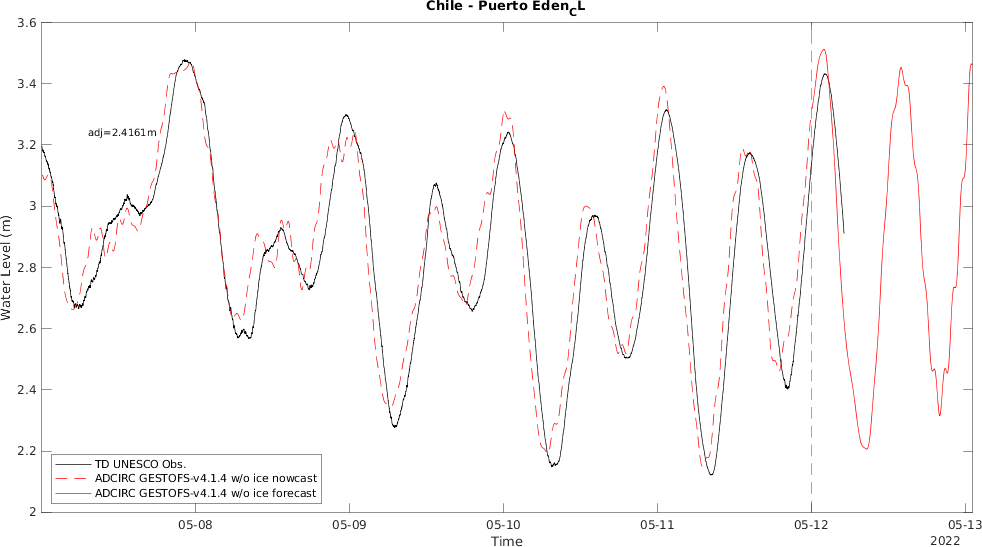 Chile - Puerto Eden_CL
3.6
3.4
3.2
3
2.8
2.6
2.4
2.2
2
Water Level (m)
adj=2.4161m
TD UNESCO Obs.
ADCIRC GESTOFS-v4.1.4 w/o ice nowcast
ADCIRC GESTOFS-v4.1.4 w/o ice forecast
05-08
05-09
05-10
05-11
05-12
05-13
Time
2022